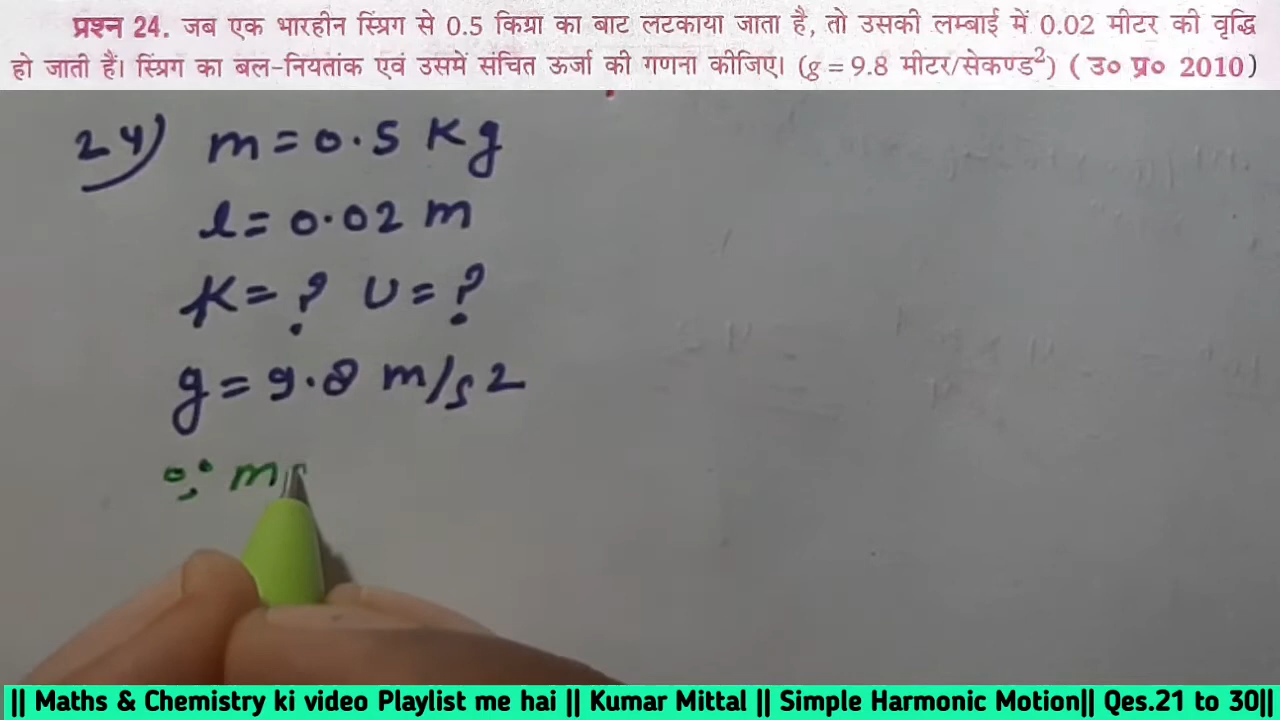 प्रश्न 24. जब एक भारहीन स्प्रिग से 0.5 किग्रा का बाट लटकाया जाता है, तो उसकी लम्बाई में 0.02 मीटर की वृद्धि
हो जाती हैं। स्प्रिग का बल-नियतांक एवं उसमें संचित ऊर्जा की गणना कीजिए। (g = 9.8 मीटर/सेकण्ड²) ( उ० प्र० 2010)
24) m = 0.5 Kg
l = 0.02 m
K = ? U = ?
g = 9.8 m/s2
∵ m
|| Maths & Chemistry ki video Playlist me hai || Kumar Mittal || Simple Harmonic Motion|| Qes.21 to 30||